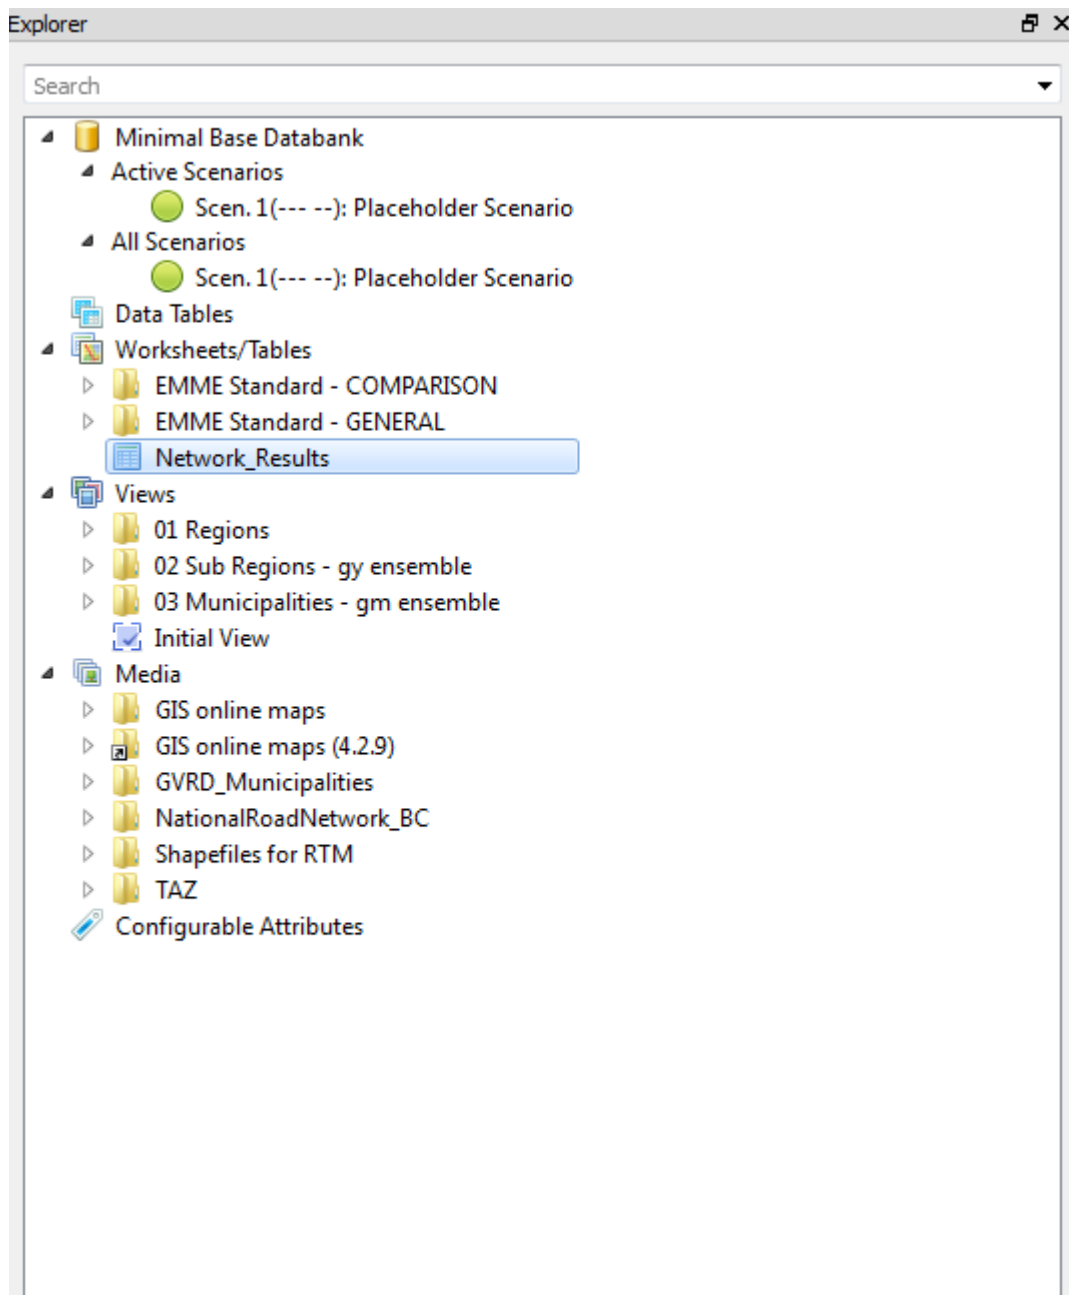 Explorer
Search
Minimal Base Databank
Active Scenarios
Scen. 1(--- --): Placeholder Scenario
All Scenarios
Scen. 1(--- --): Placeholder Scenario
Data Tables
Worksheets/Tables
EMME Standard - COMPARISON
EMME Standard - GENERAL
Network_Results
Views
01 Regions
02 Sub Regions - gy ensemble
03 Municipalities - gm ensemble
Initial View
Media
GIS online maps
GIS online maps (4.2.9)
GVRD_Municipalities
NationalRoadNetwork_BC
Shapefiles for RTM
TAZ
Configurable Attributes